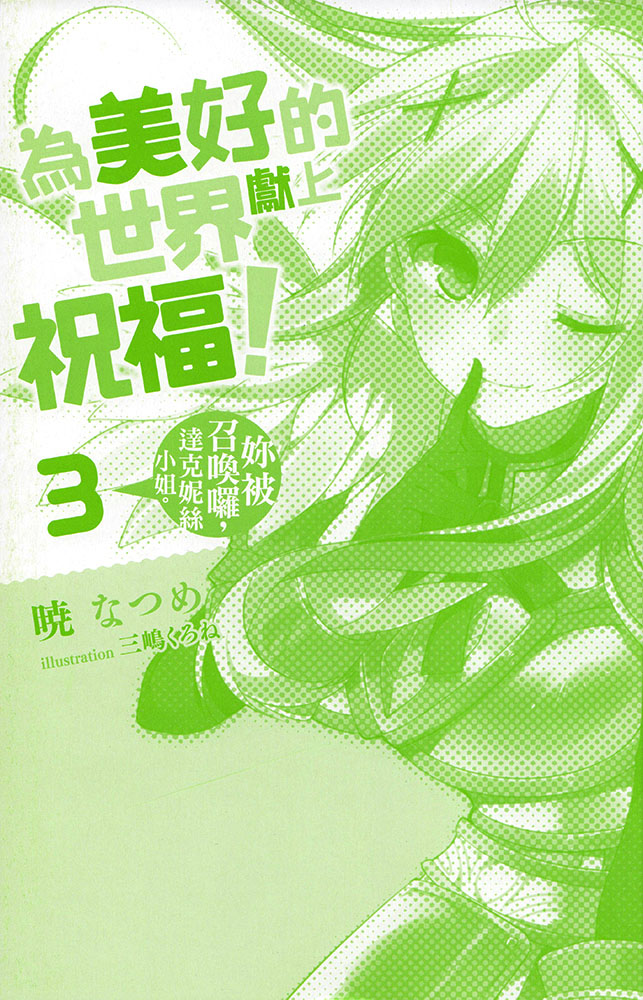 為美好的
世界獻上
祝福!
3
妳被
召喚囉,
達克妮絲
小姐。
暁 なつめ
illustration 三嶋くろね